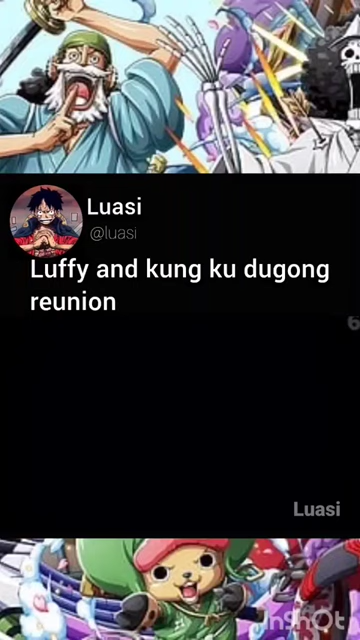 Luasi
@luasi
Luffy and kung ku dugong
reunion
Luasi
InShOt